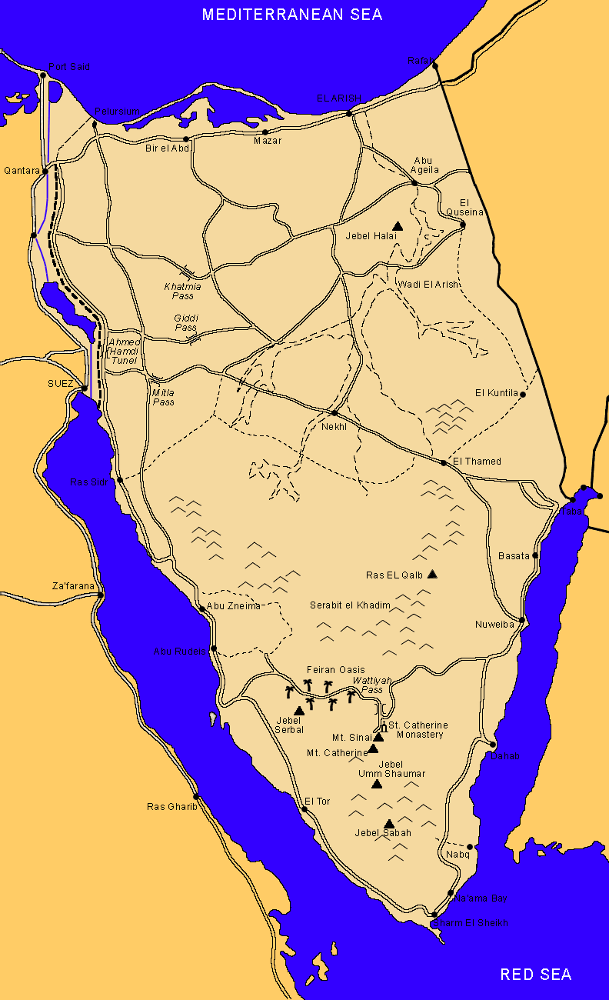 MEDITERRANEAN SEA
Rafah
Port Said
EL ARISH
Pelursium
Mazar
Bir el Abd
Abu
Ageila
Qantara
El
Quseina
Jebel Halal
Khatmia
Pass
Wadi El Arish
Giddi
Pass
Ahmed
Hamdi
Tunel
SUEZ
Mitla
Pass
El Kuntila
Nekhl
El Thamed
Ras Sidr
Taba
Basata
Ras EL Qalb
Za'farana
Abu Zneima
Serabit el Khadim
Nuweiba
Abu Rudeis
Feiran Oasis
Wattiyah
Pass
Jebel
Serbal
St. Catherine
Monastery
Mt. Sinai
Mt. Catherine
Dahab
Jebel
Umm Shaumar
El Tor
Ras Gharib
Jebel Sabah
Nabq
Na'ama Bay
Sharm El Sheikh
RED SEA